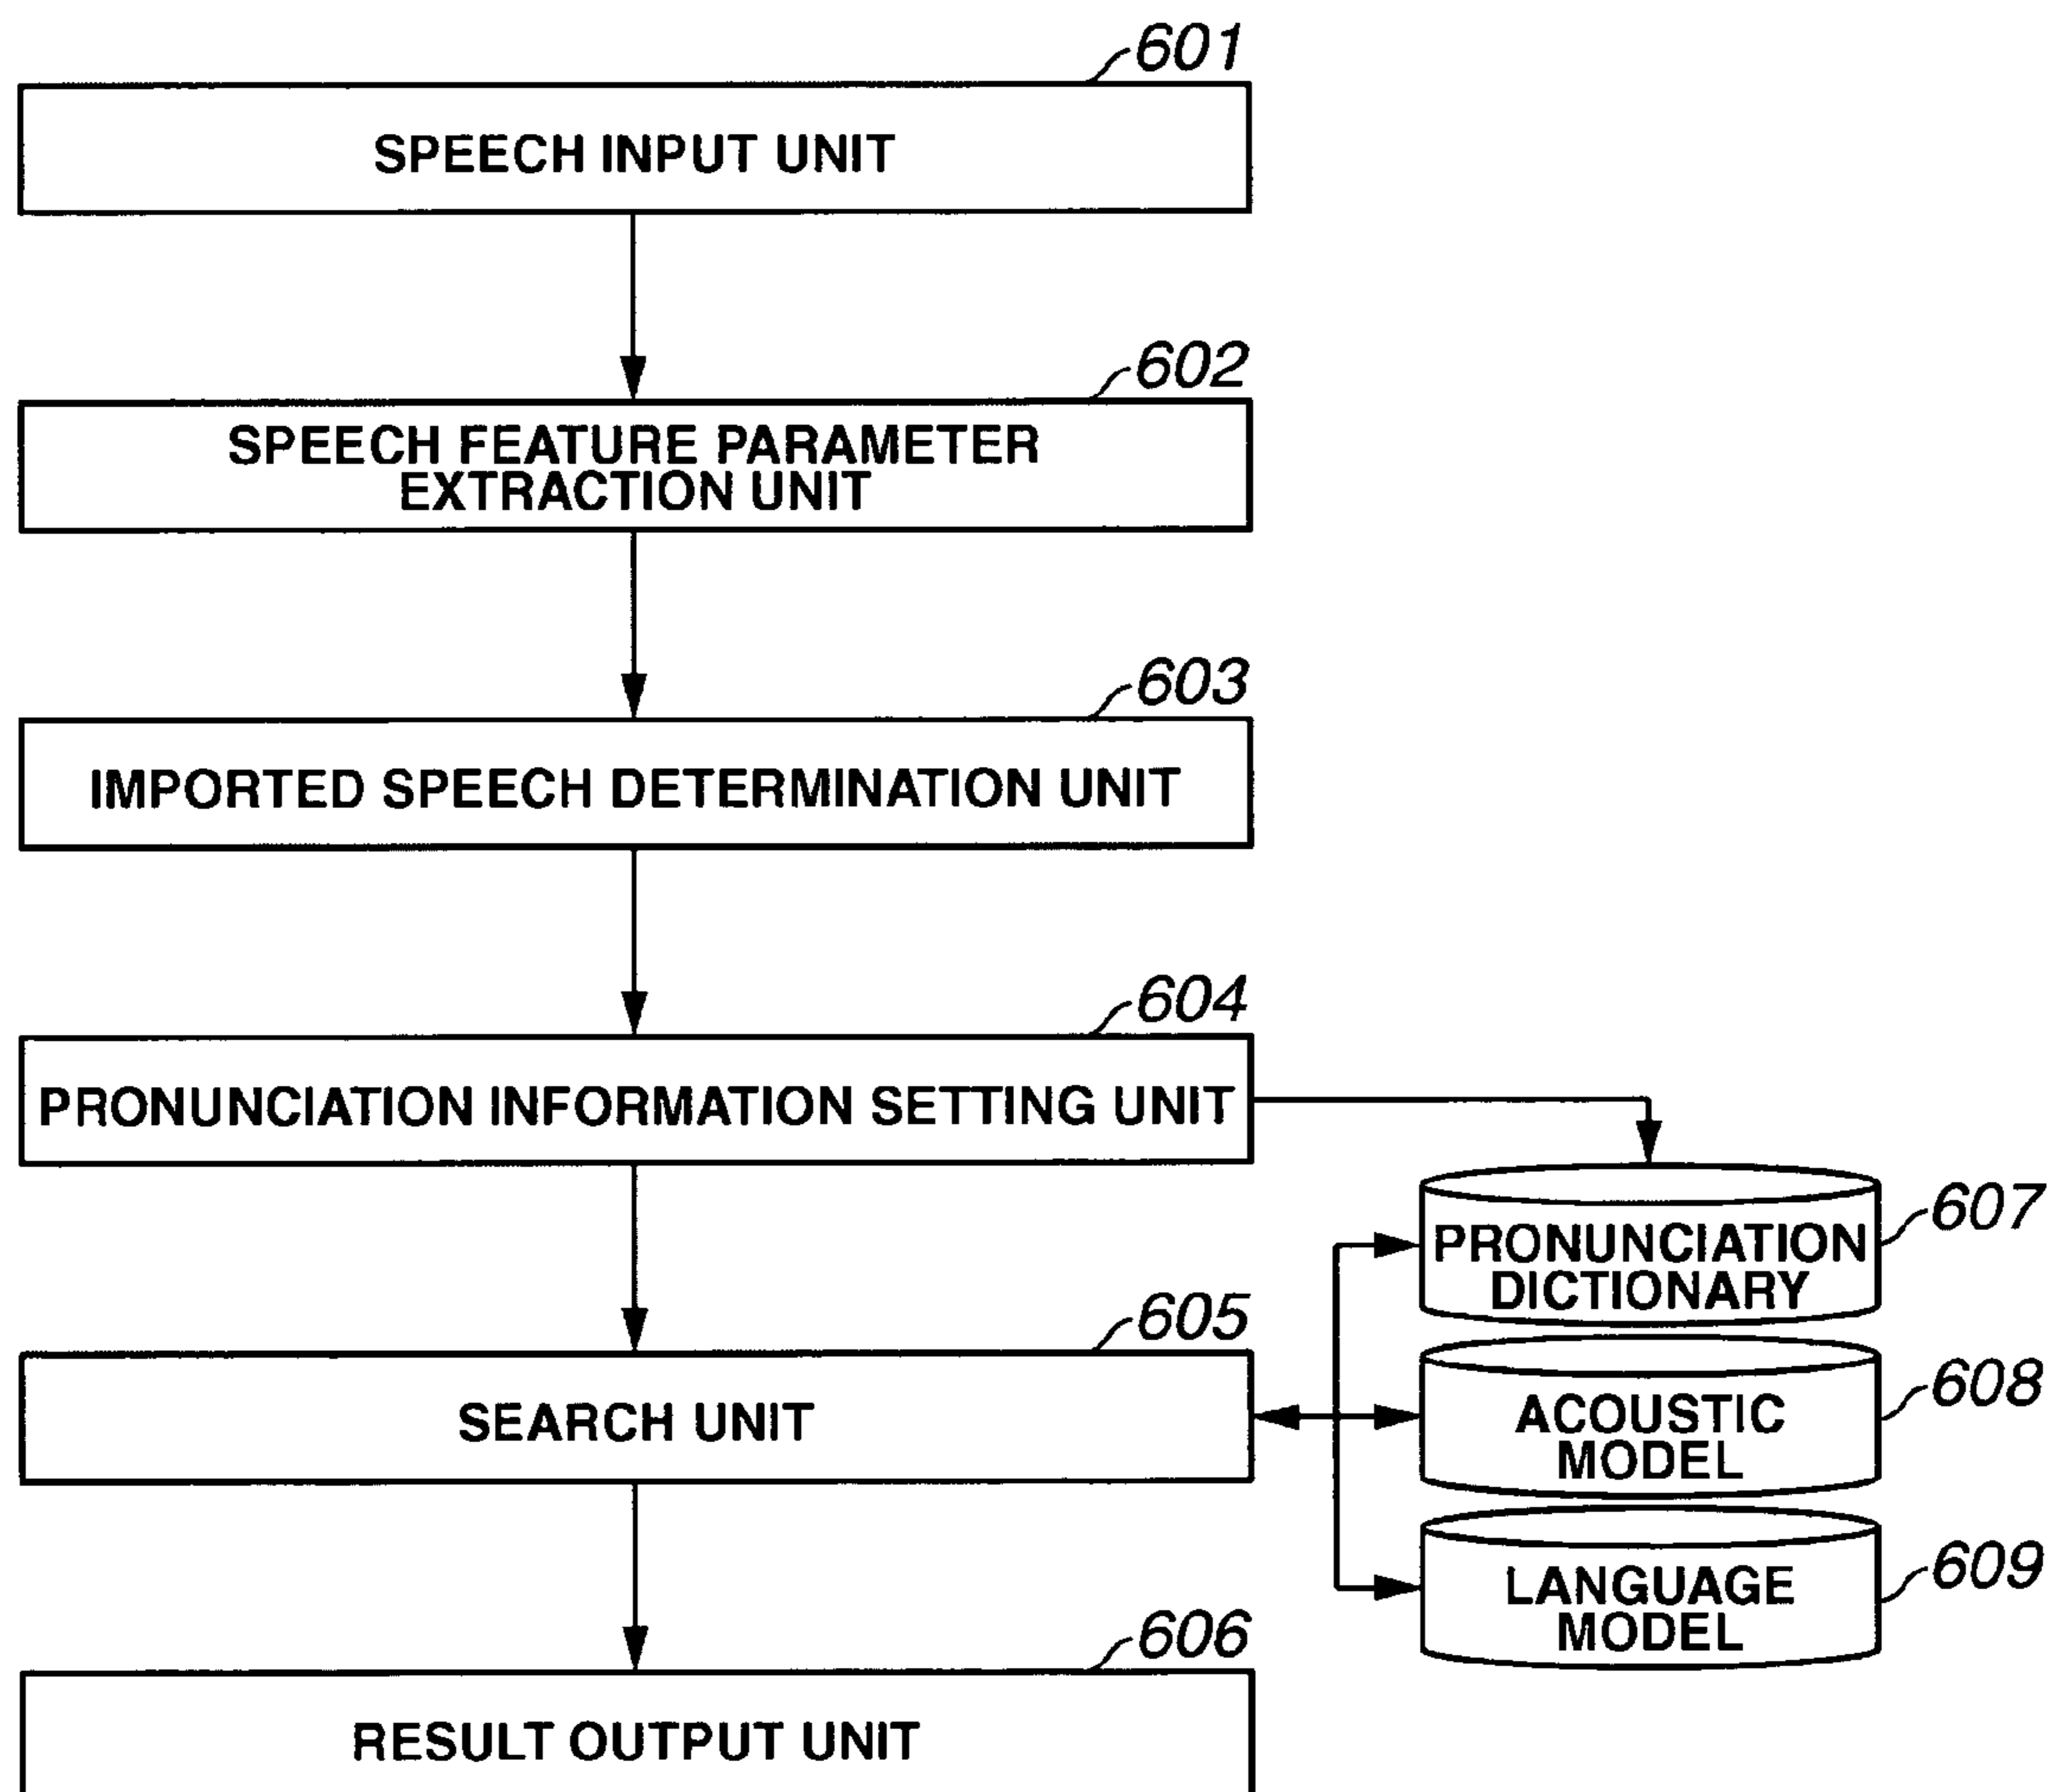 601
SPEECH INPUT UNIT
602
SPEECH FEATURE PARAMETER
EXTRACTION UNIT
603
IMPORTED SPEECH DETERMINATION UNIT
604
PRONUNCIATION INFORMATION SETTING UNIT
607
PRONUNCIATION
DICTIONARY
605
SEARCH UNIT
608
ACOUSTIC
MODEL
609
LANGUAGE
MODEL
606
RESULT OUTPUT UNIT